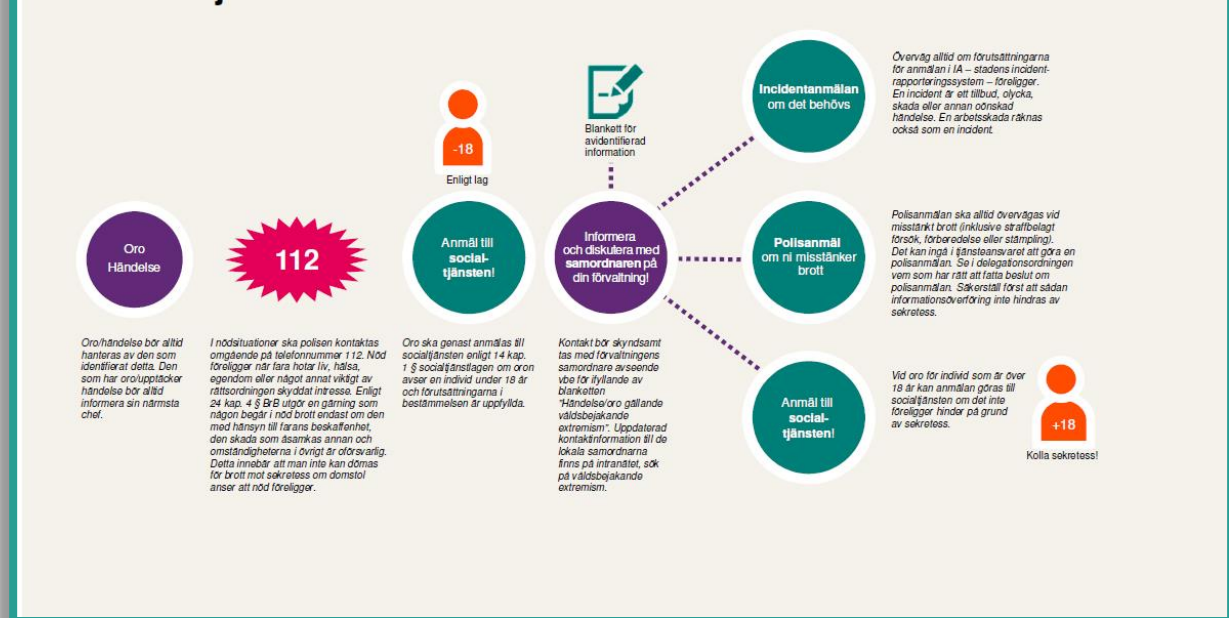 -18
Enligt lag
Blankett för
avidentifierad
information
Oro
Händelse
112
Anmäl till
social-
tjänsten!
Informera
och diskutera med
samordnaren på
din förvaltning!
Incidentanmälan
om det behövs
Överväg alltid om förutsättningarna
för anmälan i IA – stadens incident-
rapporteringssystem – föreligger.
En incident är ett tillbud, olycka,
skada eller annan oönskad
händelse. En arbetsskada räknas
också som en incident.
Polisanmäl
om ni misstänker
brott
Polisanmälan ska alltid övervägas vid
misstänkt brott (inklusive straffbelagt
försök, förberedelse eller stämpling).
Det kan ingå i tjänsteansvaret att göra en
polisanmälan. Se i delegationsordningen
vem som har rätt att fatta beslut om
polisanmälan. Säkerställ först att sådan
informationsöverföring inte hindras av
sekretess.
Oro/händelse bör alltid
hanteras av den som
identifierat detta. Den
som har oro/upptäcker
händelse bör alltid
informera sin närmsta
chef.
I nödsituationer ska polisen kontaktas
omgående på telefonnummer 112. Nöd
föreligger när fara hotar liv, hälsa,
egendom eller något annat viktigt av
rättsordningen skyddat intresse. Enligt
24 kap. 4 § BrB utgör en gärning som
någon begår i nöd brott endast om den
med hänsyn till farans beskaffenhet,
den skada som åsamkas annan och
omständigheterna i övrigt är oförsvarlig.
Detta innebär att man inte kan dömas
för brott mot sekretess om domstol
anser att nöd föreligger.
Oro ska genast anmälas till
socialtjänsten enligt 14 kap.
1 § socialtjänstlagen om oron
avser en individ under 18 år
och förutsättningarna i
bestämmelsen är uppfyllda.
Kontakt bör skyndsamt
tas med förvaltningens
samordnare avseende
vbe för ifyllande av
blanketten
"Händelse/oro gällande
våldsbejakande
extremism". Uppdaterad
kontaktinformation till de
lokala samordnarna
finns på intranätet, sök
på våldsbejakande
extremism.
Anmäl till
social-
tjänsten!
Vid oro för individ som är över
18 år kan anmälan göras till
socialtjänsten om det inte
föreligger hinder på grund
av sekretess.
+18
Kolla sekretess!